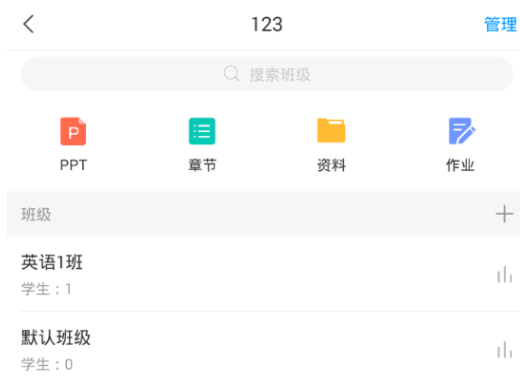 123 管理
搜索班级
P
PPT 章节 资料 作业
班级
英语1班
学生：1
默认班级
学生：0